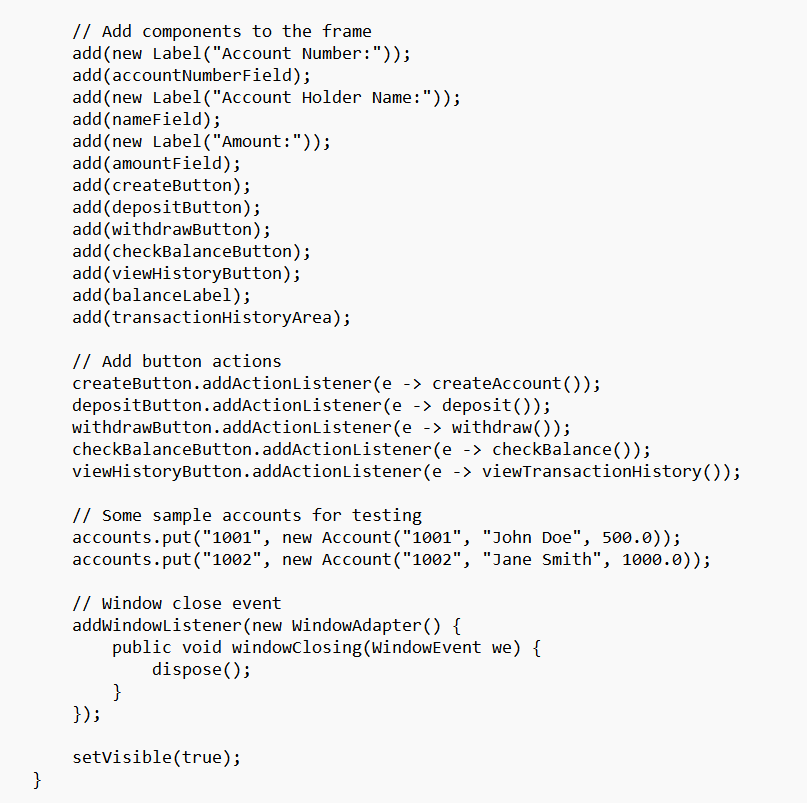 // Add components to the frame
add(new Label("Account Number:"));
add(accountNumberField);
add(new Label("Account Holder Name:"));
add(nameField);
add(new Label("Amount:"));
add(amountField);
add(createButton);
add(depositButton);
add(withdrawButton);
add(checkBalanceButton);
add(viewHistoryButton);
add(balanceLabel);
add(transactionHistoryArea);
// Add button actions
createButton.addActionListener(e -> createAccount());
depositButton.addActionListener(e -> deposit());
withdrawButton.addActionListener(e -> withdraw());
checkBalanceButton.addActionListener(e -> checkBalance());
viewHistoryButton.addActionListener(e -> viewTransactionHistory());
// Some sample accounts for testing
accounts.put("1001", new Account("1001", "John Doe", 500.0));
accounts.put("1002", new Account("1002", "Jane Smith", 1000.0));
// Window close event
addWindowListener(new WindowAdapter() {
public void windowClosing(WindowEvent we) {
dispose();
}
});
setVisible(true);
}